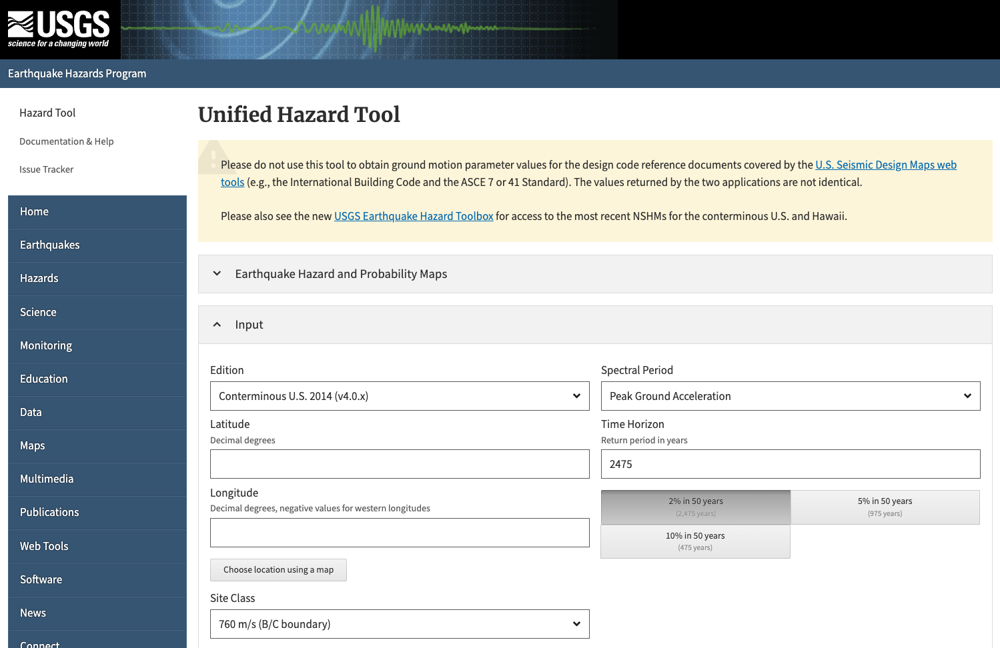 USGS
science for a changing world
Earthquake Hazards Program
Hazard Tool
Documentation & Help
Issue Tracker
Home
Earthquakes
Hazards
Science
Monitoring
Education
Data
Maps
Multimedia
Publications
Web Tools
Software
News
Connect
Unified Hazard Tool
Please do not use this tool to obtain ground motion parameter values for the design code reference documents covered by the U.S. Seismic Design Maps web
tools (e.g., the International Building Code and the ASCE 7 or 41 Standard). The values returned by the two applications are not identical.
Please also see the new USGS Earthquake Hazard Toolbox for access to the most recent NSHMs for the conterminous U.S. and Hawaii.
Earthquake Hazard and Probability Maps
Input
Edition
Conterminous U.S. 2014 (v4.0.x)
Latitude
Decimal degrees
Longitude
Decimal degrees, negative values for western longitudes
Choose location using a map
Site Class
760 m/s (B/C boundary)
Spectral Period
Peak Ground Acceleration
Time Horizon
Return period in years
2475
2% in 50 years
(2,475 years)
5% in 50 years
(975 years)
10% in 50 years
(475 years)